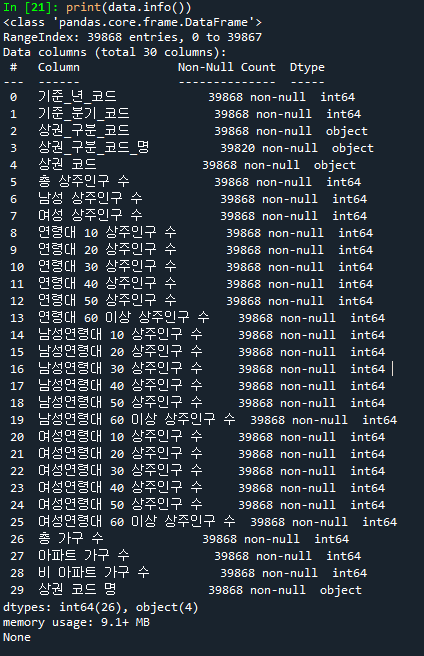 In [21]: print(data.info())
<class 'pandas.core.frame.DataFrame'>
RangeIndex: 39868 entries, 0 to 39867
Data columns (total 30 columns):
 #   Column              Non-Null Count  Dtype
---  ------              --------------  -----
 0   기준_년_코드             39868 non-null  int64
 1   기준_분기_코드            39868 non-null  int64
 2   상권_구분_코드            39868 non-null  object
 3   상권_구분_코드_명          39820 non-null  object
 4   상권 코드              39868 non-null  object
 5   총 상주인구 수            39868 non-null  int64
 6   남성 상주인구 수           39868 non-null  int64
 7   여성 상주인구 수           39868 non-null  int64
 8   연령대 10 상주인구 수       39868 non-null  int64
 9   연령대 20 상주인구 수       39868 non-null  int64
 10  연령대 30 상주인구 수       39868 non-null  int64
 11  연령대 40 상주인구 수       39868 non-null  int64
 12  연령대 50 상주인구 수       39868 non-null  int64
 13  연령대 60 이상 상주인구 수    39868 non-null  int64
 14  남성연령대 10 상주인구 수     39868 non-null  int64
 15  남성연령대 20 상주인구 수     39868 non-null  int64
 16  남성연령대 30 상주인구 수     39868 non-null  int64
 17  남성연령대 40 상주인구 수     39868 non-null  int64
 18  남성연령대 50 상주인구 수     39868 non-null  int64
 19  남성연령대 60 이상 상주인구 수  39868 non-null  int64
 20  여성연령대 10 상주인구 수     39868 non-null  int64
 21  여성연령대 20 상주인구 수     39868 non-null  int64
 22  여성연령대 30 상주인구 수     39868 non-null  int64
 23  여성연령대 40 상주인구 수     39868 non-null  int64
 24  여성연령대 50 상주인구 수     39868 non-null  int64
 25  여성연령대 60 이상 상주인구 수  39868 non-null  int64
 26  총 가구 수              39868 non-null  int64
 27  아파트 가구 수            39868 non-null  int64
 28  비 아파트 가구 수          39868 non-null  int64
 29  상권 코드 명            39868 non-null  object
dtypes: int64(26), object(4)
memory usage: 9.1+ MB
None